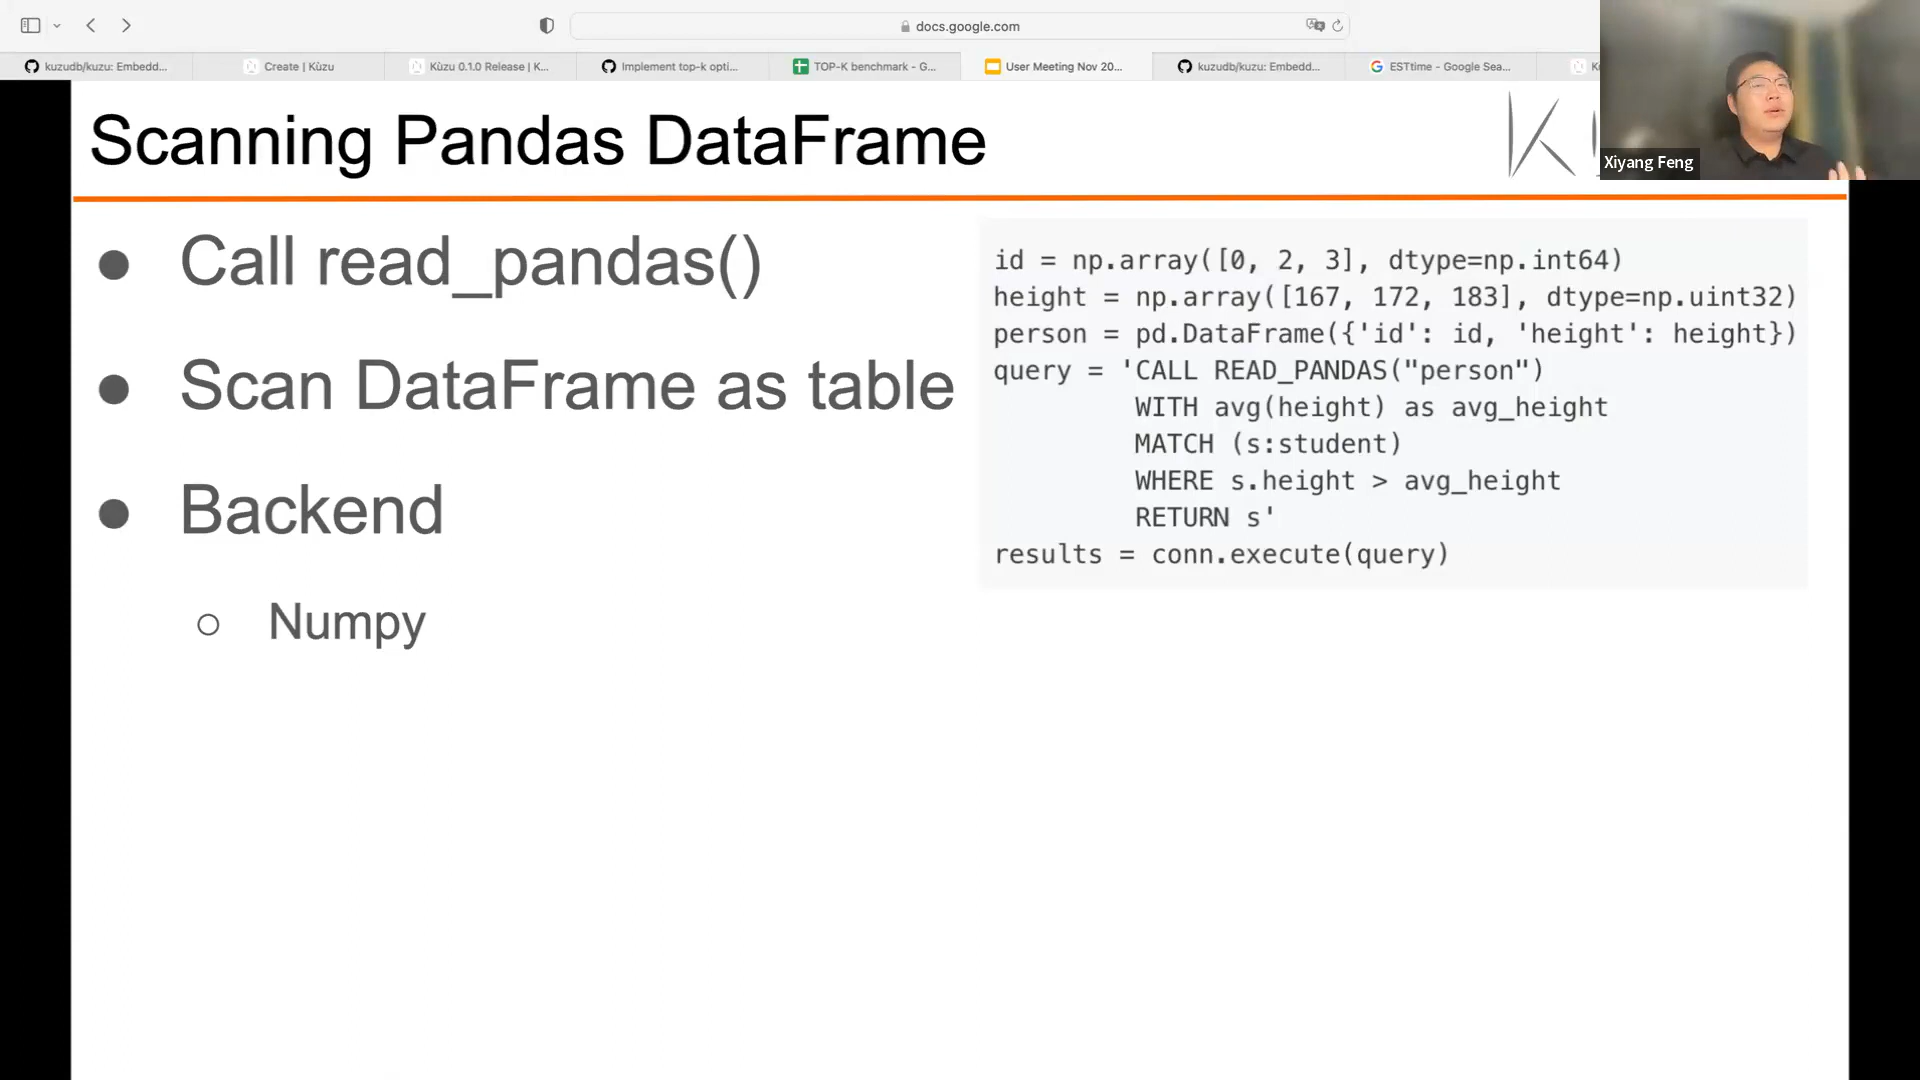 docs.google.com
kuzudb/kuzu: Embedd...
Create | Kùzu
Kùzu 0.1.0 Release | K...
Implement top-k opti...
TOP-K benchmark - G...
User Meeting Nov 20...
kuzudb/kuzu: Embedd...
ESTtime - Google Sea...
Scanning Pandas DataFrame
K
Xiyang Feng
● Call read_pandas()
● Scan DataFrame as table
● Backend
○ Numpy
id = np.array([0, 2, 3], dtype=np.int64)
height = np.array([167, 172, 183], dtype=np.uint32)
person = pd.DataFrame({'id': id, 'height': height})
query = 'CALL READ_PANDAS("person")
WITH avg(height) as avg_height
MATCH (s:student)
WHERE s.height > avg_height
RETURN s'
results = conn.execute(query)